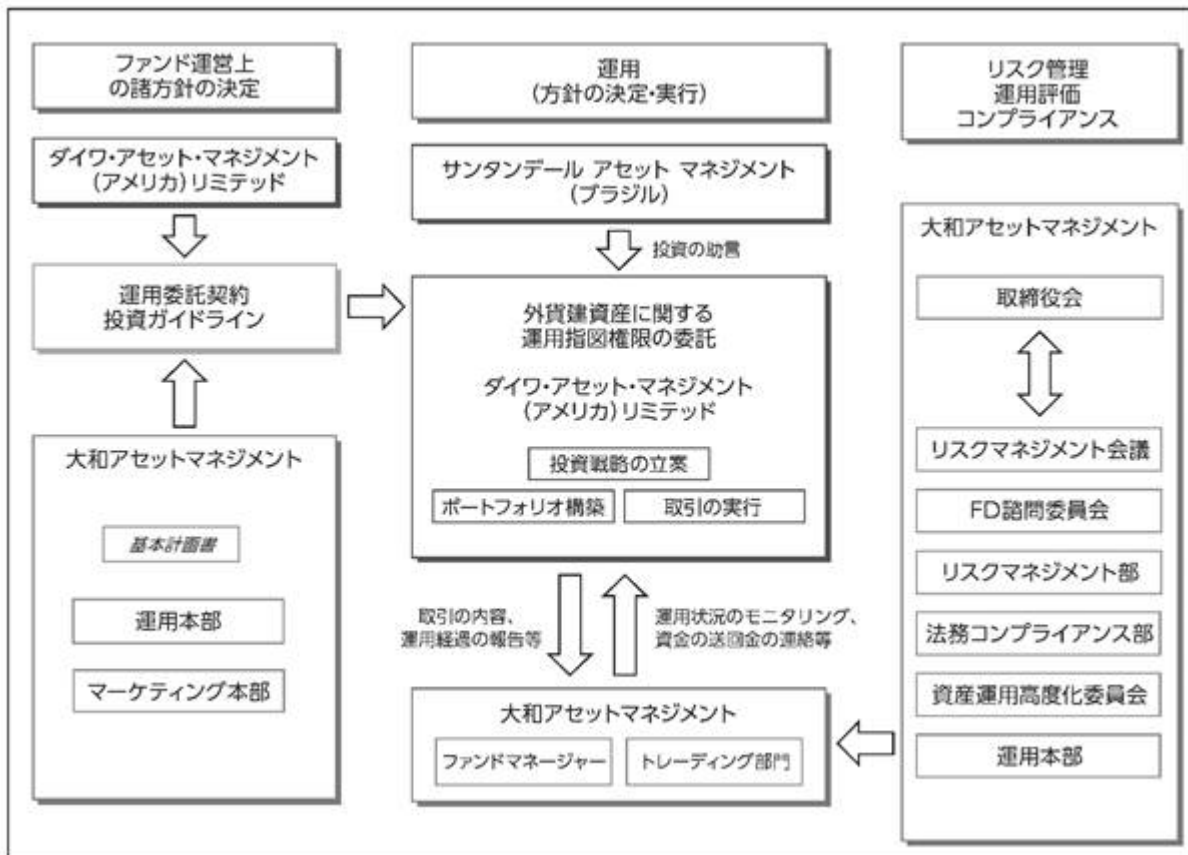 ファンド運営上
の諸方針の決定
ダイワ・アセット・マネジメント
(アメリカ)リミテッド
運用委託契約
投資ガイドライン
大和アセットマネジメント
基本計画書
運用本部
マーケティング本部
運用
(方針の決定・実行)
サンタンデール アセット マネジメント
(ブラジル)
投資の助言
外貨建資産に関する
運用指図権限の委託
ダイワ・アセット・マネジメント
(アメリカ)リミテッド
投資戦略の立案
ポートフォリオ構築
取引の実行
取引の内容、
運用経過の報告等
運用状況のモニタリング、
資金の送回金の連絡等
大和アセットマネジメント
ファンドマネージャー
トレーディング部門
リスク管理
運用評価
コンプライアンス
大和アセットマネジメント
取締役会
リスクマネジメント会議
FD諮問委員会
リスクマネジメント部
法務コンプライアンス部
資産運用高度化委員会
運用本部